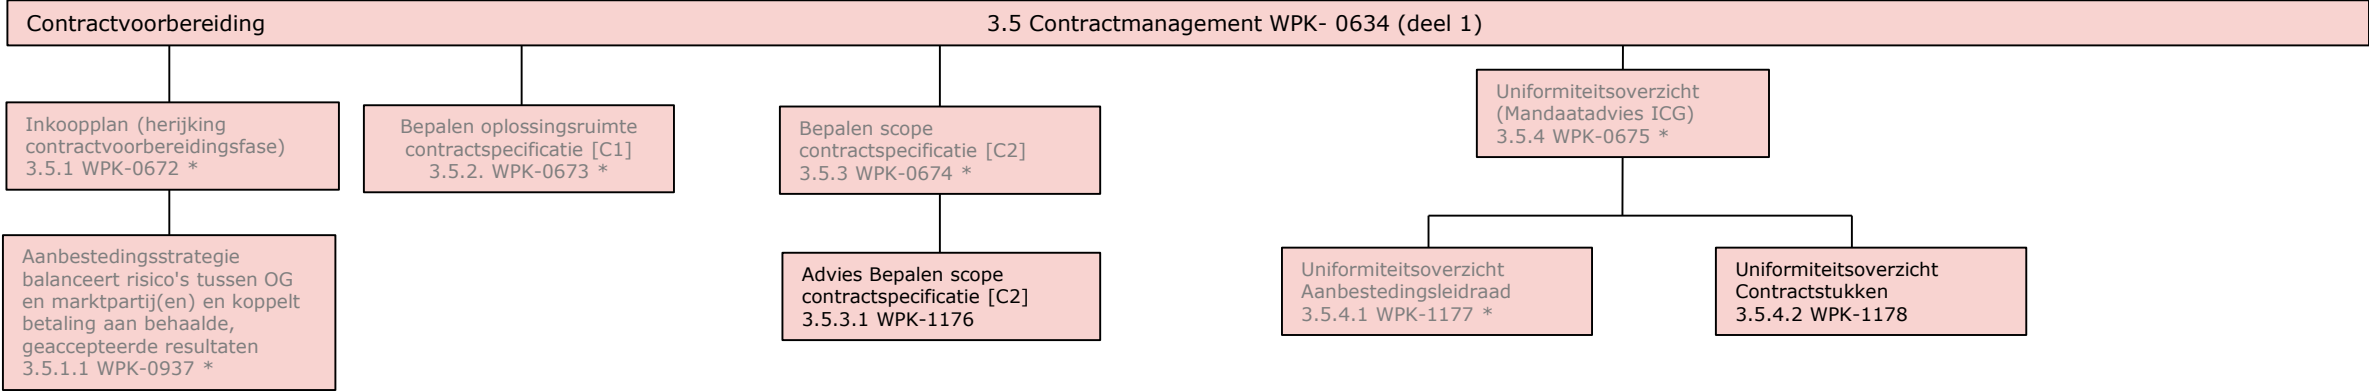 Contractvoorbereiding
3.5 Contractmanagement WPK- 0634 (deel 1)
Inkoopplan (herijking
contractvoorbereidingsfase)
3.5.1 WPK-0672 *
Bepalen oplossingsruimte
contractspecificatie [C1]
3.5.2. WPK-0673 *
Bepalen scope
contractspecificatie [C2]
3.5.3 WPK-0674 *
Uniformiteitsoverzicht
(Mandaatadvies ICG)
3.5.4 WPK-0675 *
Aanbestedingsstrategie
balanceert risico's tussen OG
en marktpartij(en) en koppelt
betaling aan behaalde,
geaccepteerde resultaten
3.5.1.1 WPK-0937 *
Advies Bepalen scope
contractspecificatie [C2]
3.5.3.1 WPK-1176
Uniformiteitsoverzicht
Aanbestedingsleidraad
3.5.4.1 WPK-1177 *
Uniformiteitsoverzicht
Contractstukken
3.5.4.2 WPK-1178